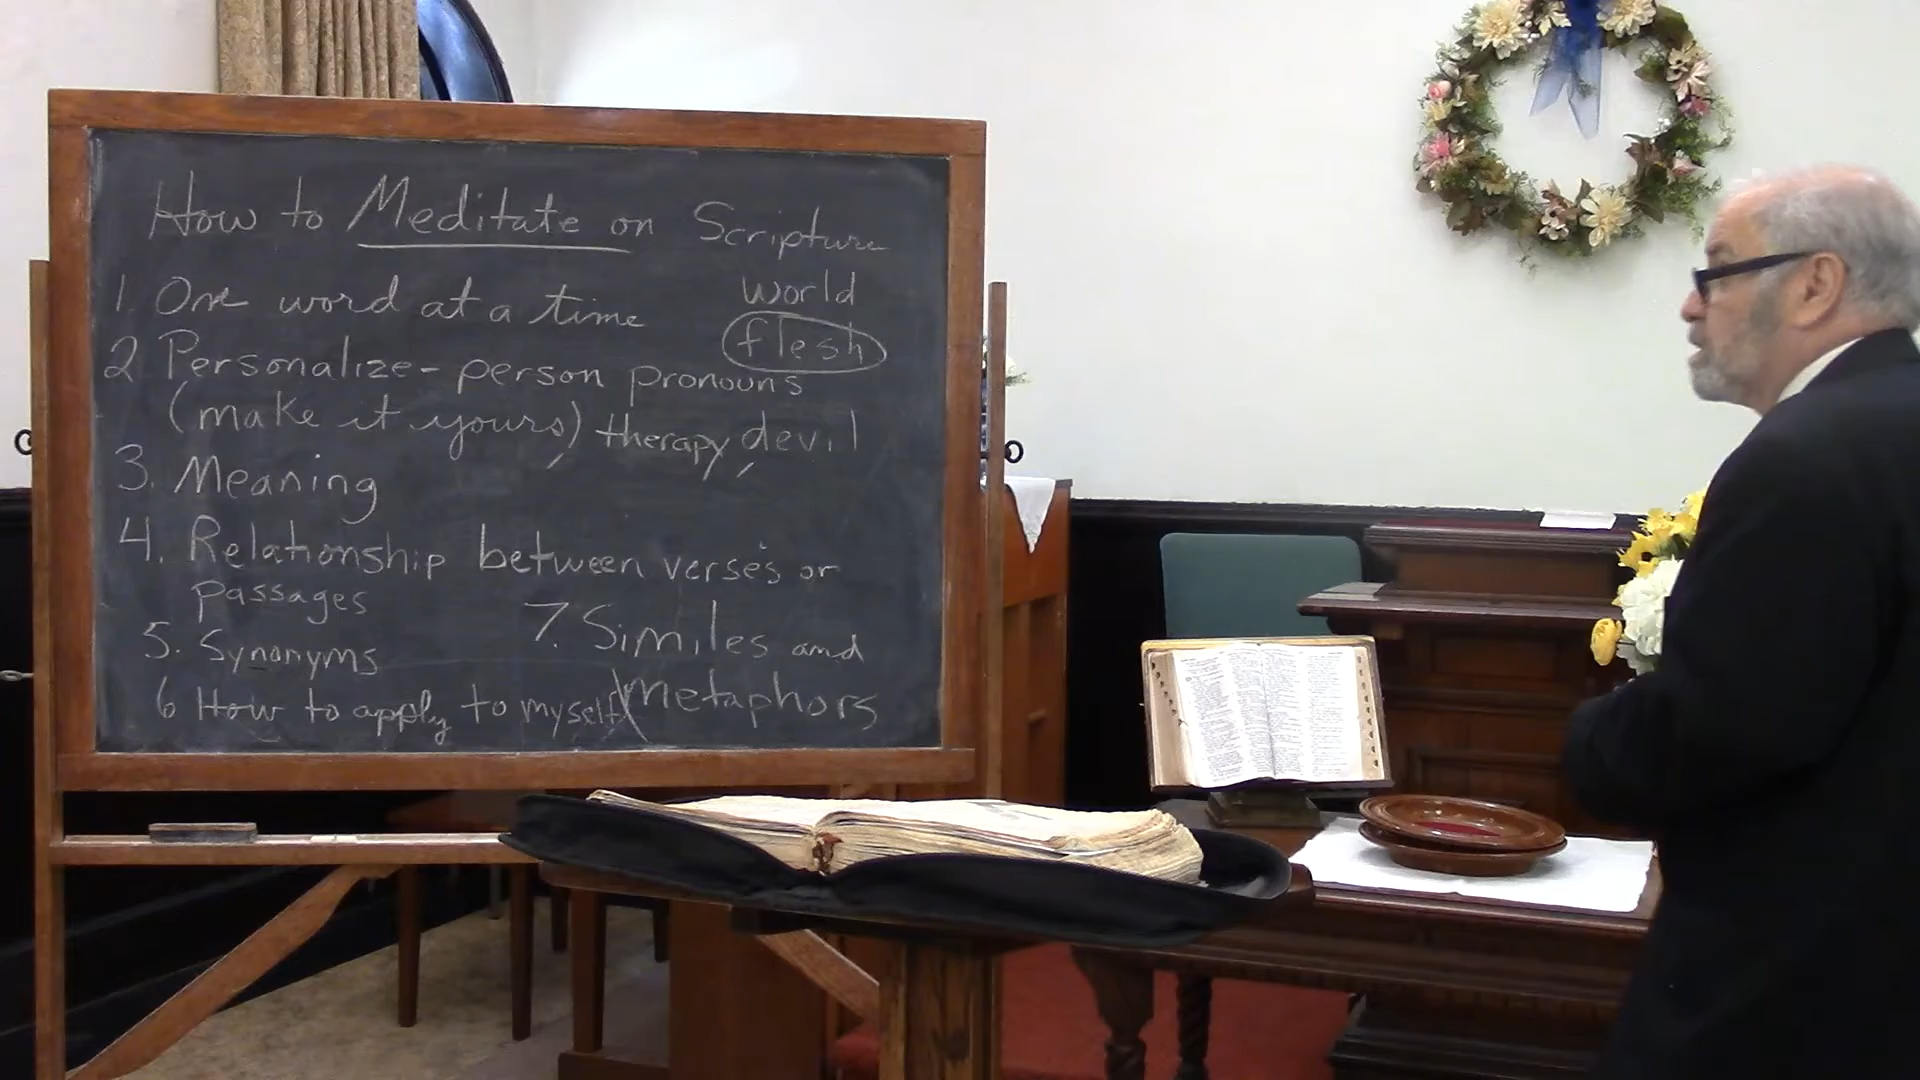 How to Meditate on Scripture
1. One word at a time
world
flesh
2 Personalize - person pronouns
(make it yours) therapy, devil
3. Meaning
4. Relationship between verses or
passages
5. Synonyms
6 How to apply to myself
7. Similes and
Metaphors